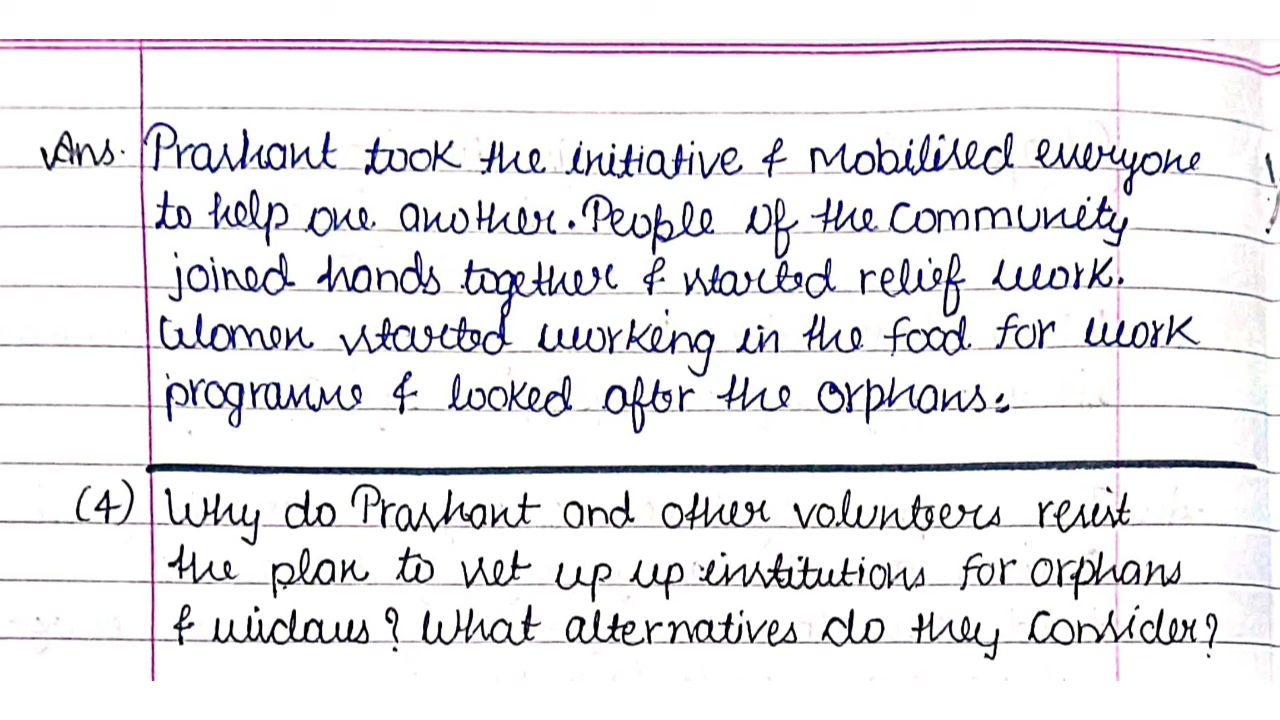 Ans. Prashant took the initiative & Mobilised everyone
to help one another. People of the community
joined hands together & started relief work.
Women started working in the food for work
programme & looked after the orphans.
(4) Why do Prashant and other volunteers resist
the plan to set up up institutions for orphans
& widows? What alternatives do they consider?